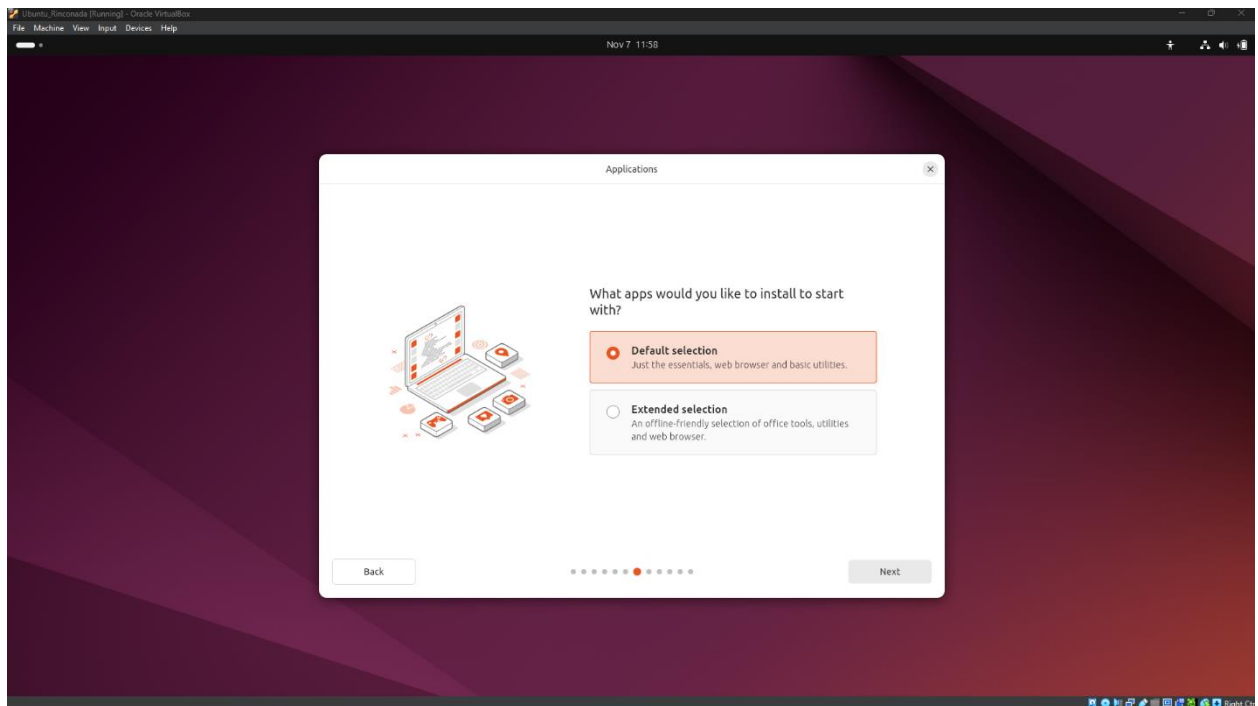 Ubuntu_Rinconada [Running] - Oracle VirtualBox
File Machine View Input Devices Help
Nov 7 11:58
Applications
What apps would you like to install to start
with?
Default selection
Just the essentials, web browser and basic utilities.
Extended selection
An offline-friendly selection of office tools, utilities
and web browser.
Back
Next
Right Ct